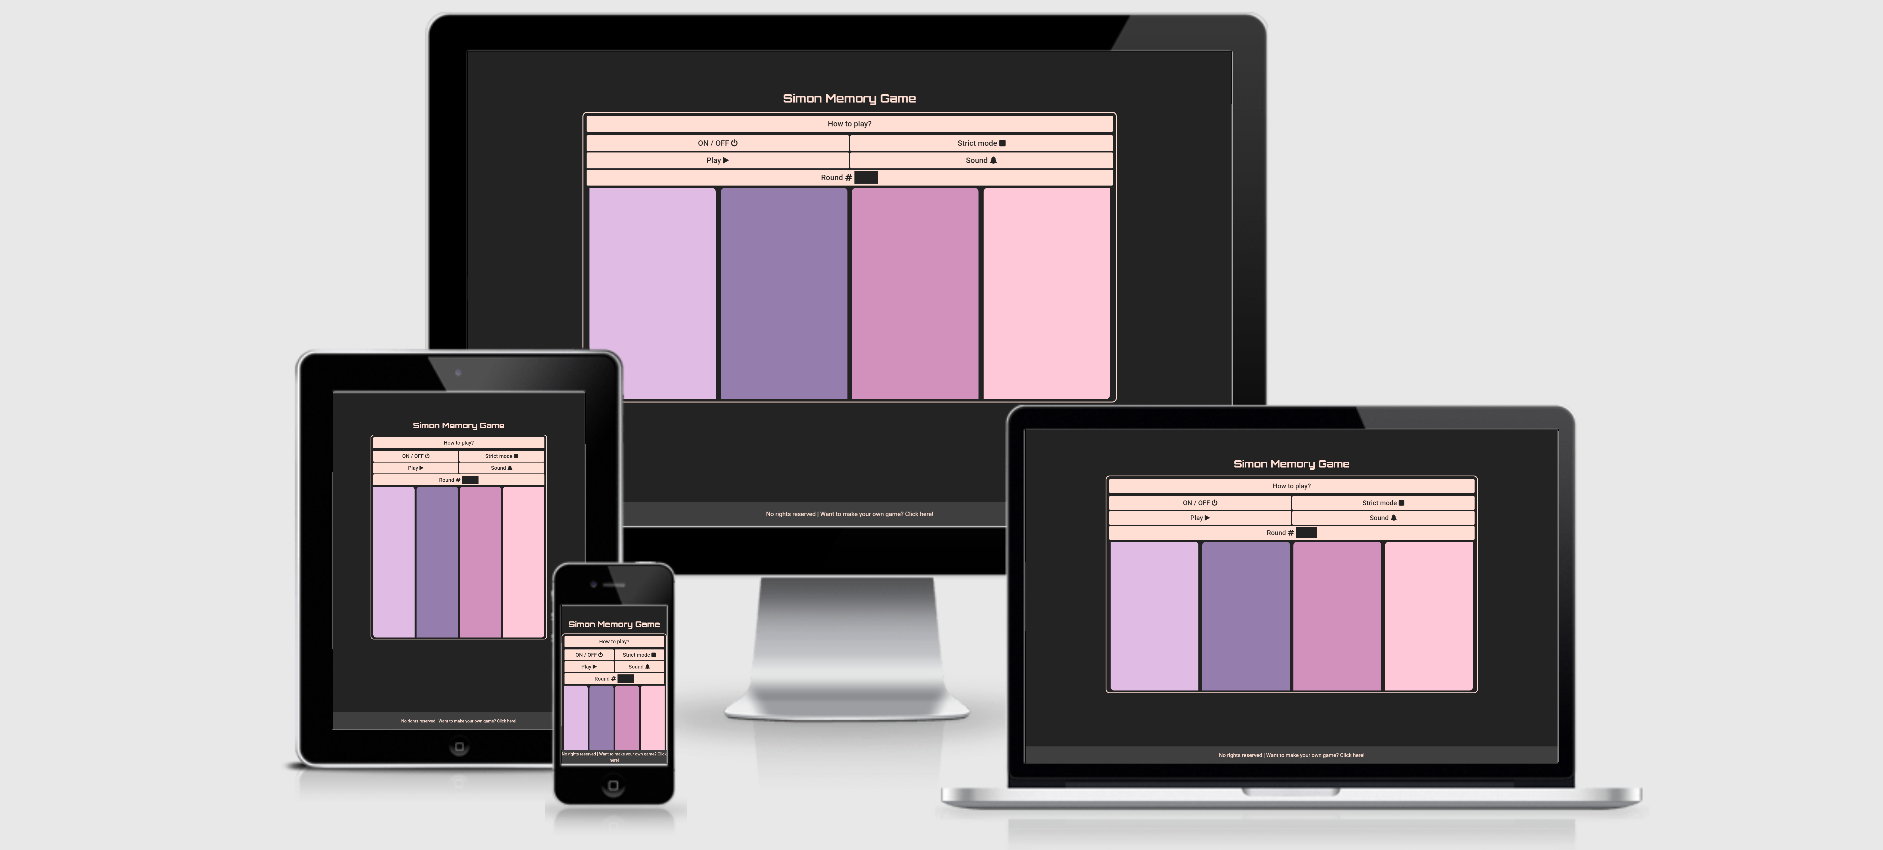 Simon Memory Game
How to play?
ON / OFF
Strict mode
Play
Sound
Round #
No rights reserved | Want to make your own game? Click here!
Simon Memory Game
How to play?
ON / OFF
Strict mode
Play
Sound
Round #
No rights reserved | Want to make your own game? Click here!
Simon Memory Game
How to play?
ON / OFF
Strict mode
Play
Sound
Round #
No rights reserved | Want to make your own game? Click
here!
Simon Memory Game
How to play?
ON / OFF
Strict mode
Play
Sound
Round #
No rights reserved | Want to make your own game? Click here!